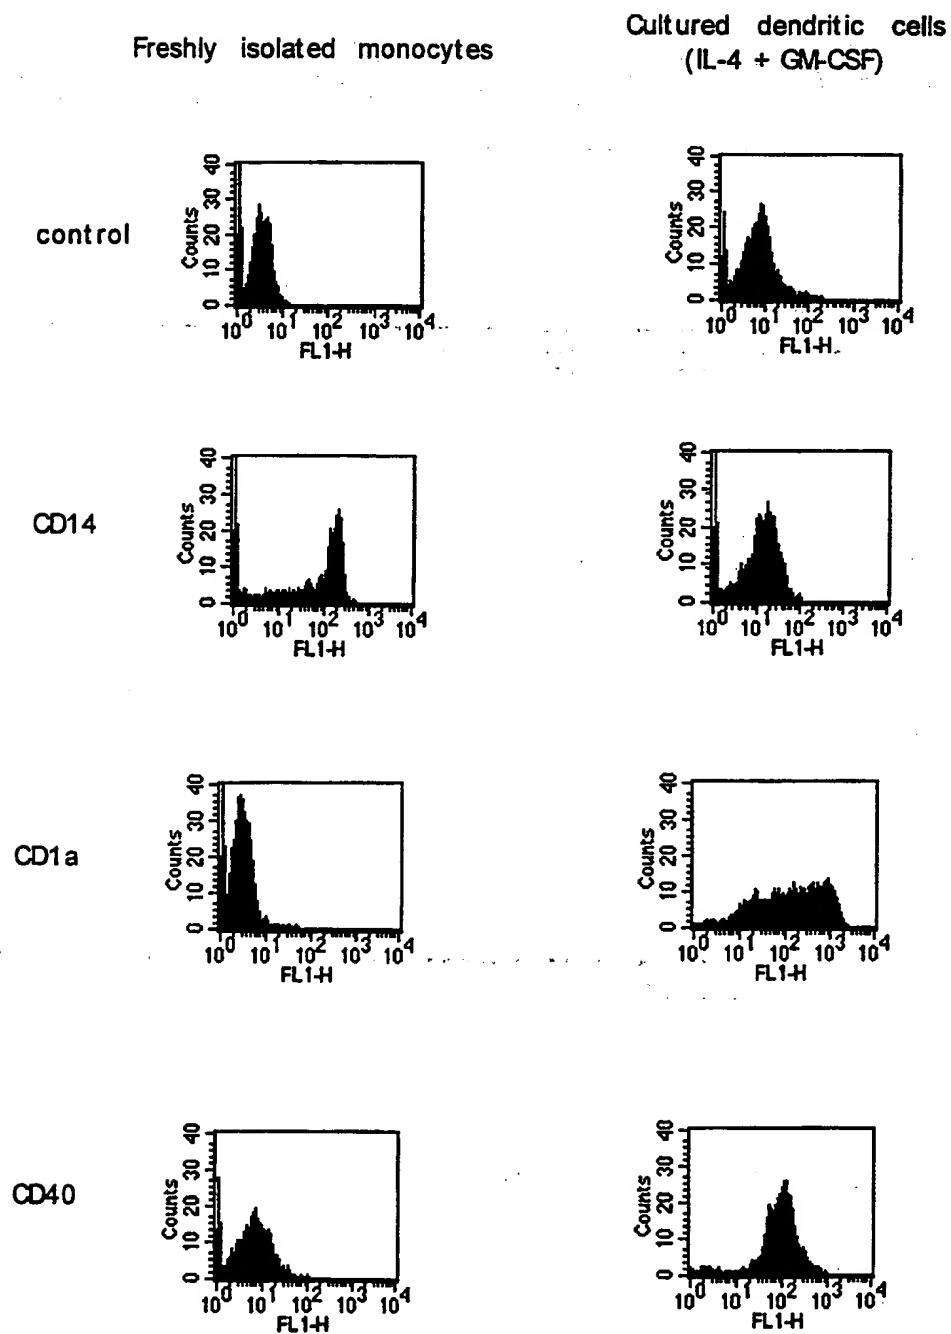 Freshly isolated monocytes
Cultured dendritic cells
(IL-4 + GM-CSF)
control
Counts
0 10 20 30 40
10^0 10^1 10^2 10^3 10^4
FL1-H
Counts
0 10 20 30 40
10^0 10^1 10^2 10^3 10^4
FL1-H
CD14
Counts
0 10 20 30 40
10^0 10^1 10^2 10^3 10^4
FL1-H
Counts
0 10 20 30 40
10^0 10^1 10^2 10^3 10^4
FL1-H
CD1a
Counts
0 10 20 30 40
10^0 10^1 10^2 10^3 10^4
FL1-H
Counts
0 10 20 30 40
10^0 10^1 10^2 10^3 10^4
FL1-H
CD40
Counts
0 10 20 30 40
10^0 10^1 10^2 10^3 10^4
FL1-H
Counts
0 10 20 30 40
10^0 10^1 10^2 10^3 10^4
FL1-H